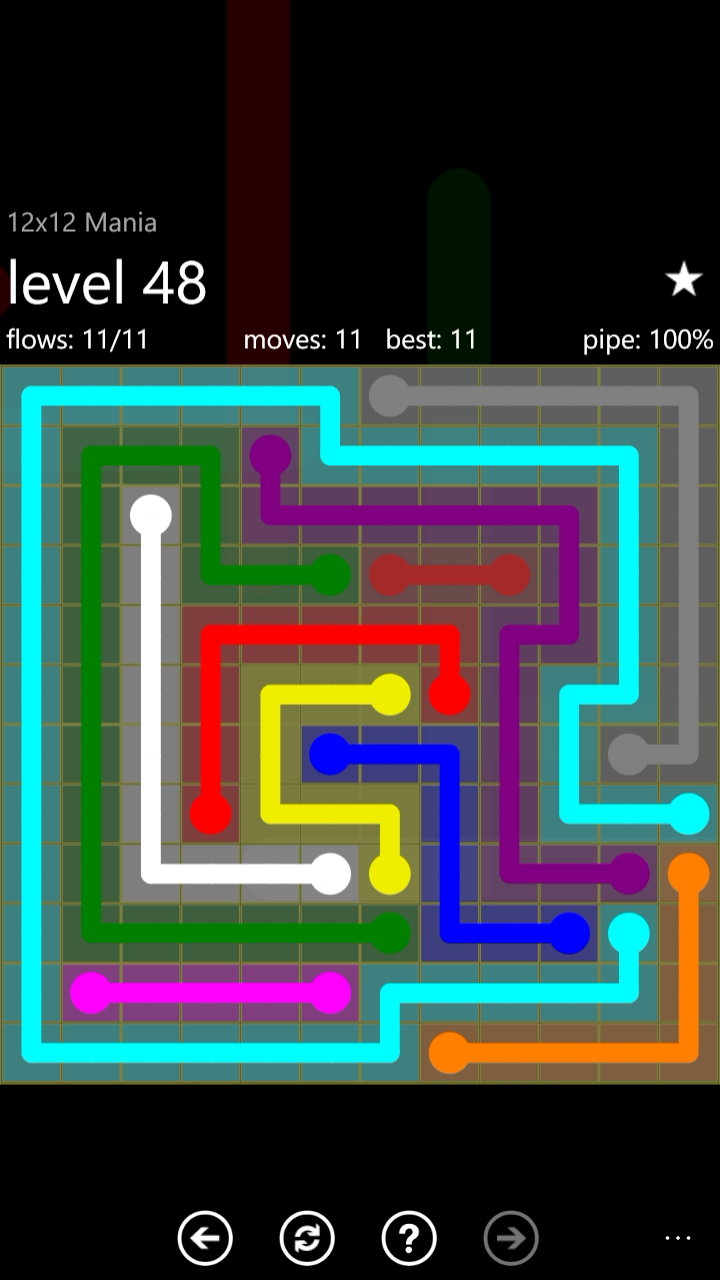 12x12 Mania
level 48
flows: 11/11 moves: 11 best: 11 pipe: 100%
?
...